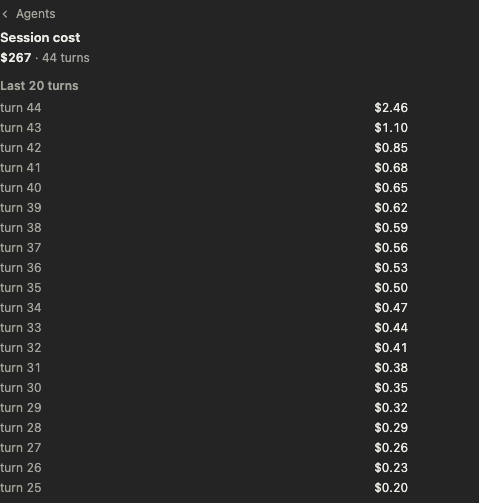 Agents
Session cost
$267 · 44 turns
Last 20 turns
turn 44 $2.46
turn 43 $1.10
turn 42 $0.85
turn 41 $0.68
turn 40 $0.65
turn 39 $0.62
turn 38 $0.59
turn 37 $0.56
turn 36 $0.53
turn 35 $0.50
turn 34 $0.47
turn 33 $0.44
turn 32 $0.41
turn 31 $0.38
turn 30 $0.35
turn 29 $0.32
turn 28 $0.29
turn 27 $0.26
turn 26 $0.23
turn 25 $0.20